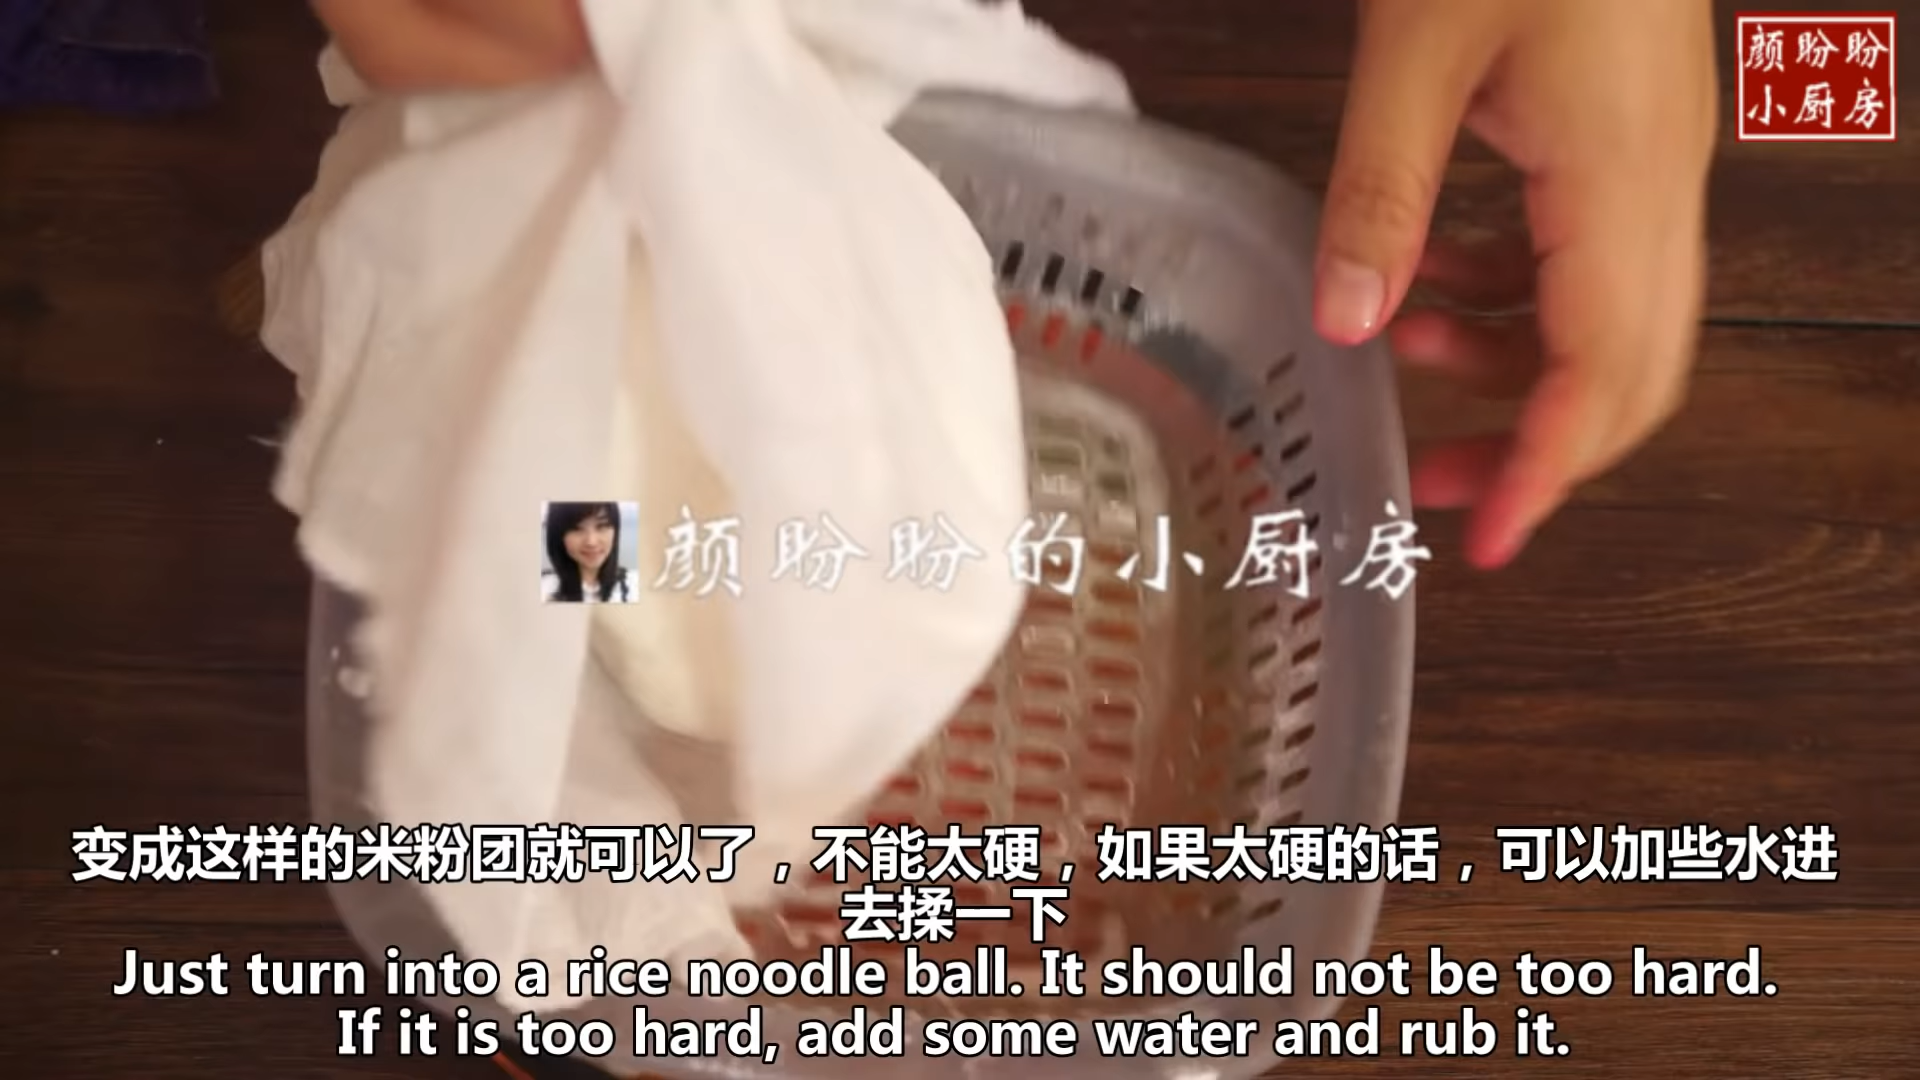 颜盼盼
小厨房
颜盼盼的小厨房
变成这样的米粉团就可以了，不能太硬，如果太硬的话，可以加些水进
去揉一下
Just turn into a rice noodle ball. It should not be too hard.
If it is too hard, add some water and rub it.